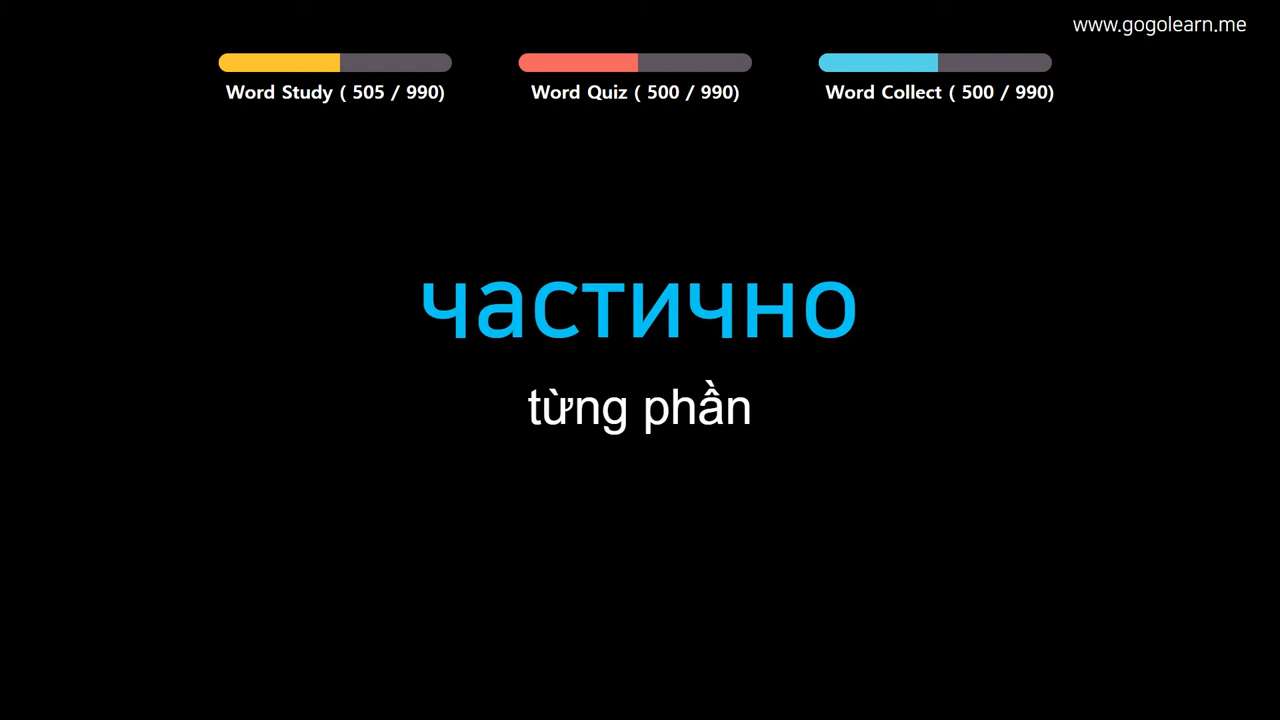 www.gogolearn.me
Word Study ( 505 / 990)
Word Quiz ( 500 / 990)
Word Collect ( 500 / 990)
частично
từng phần